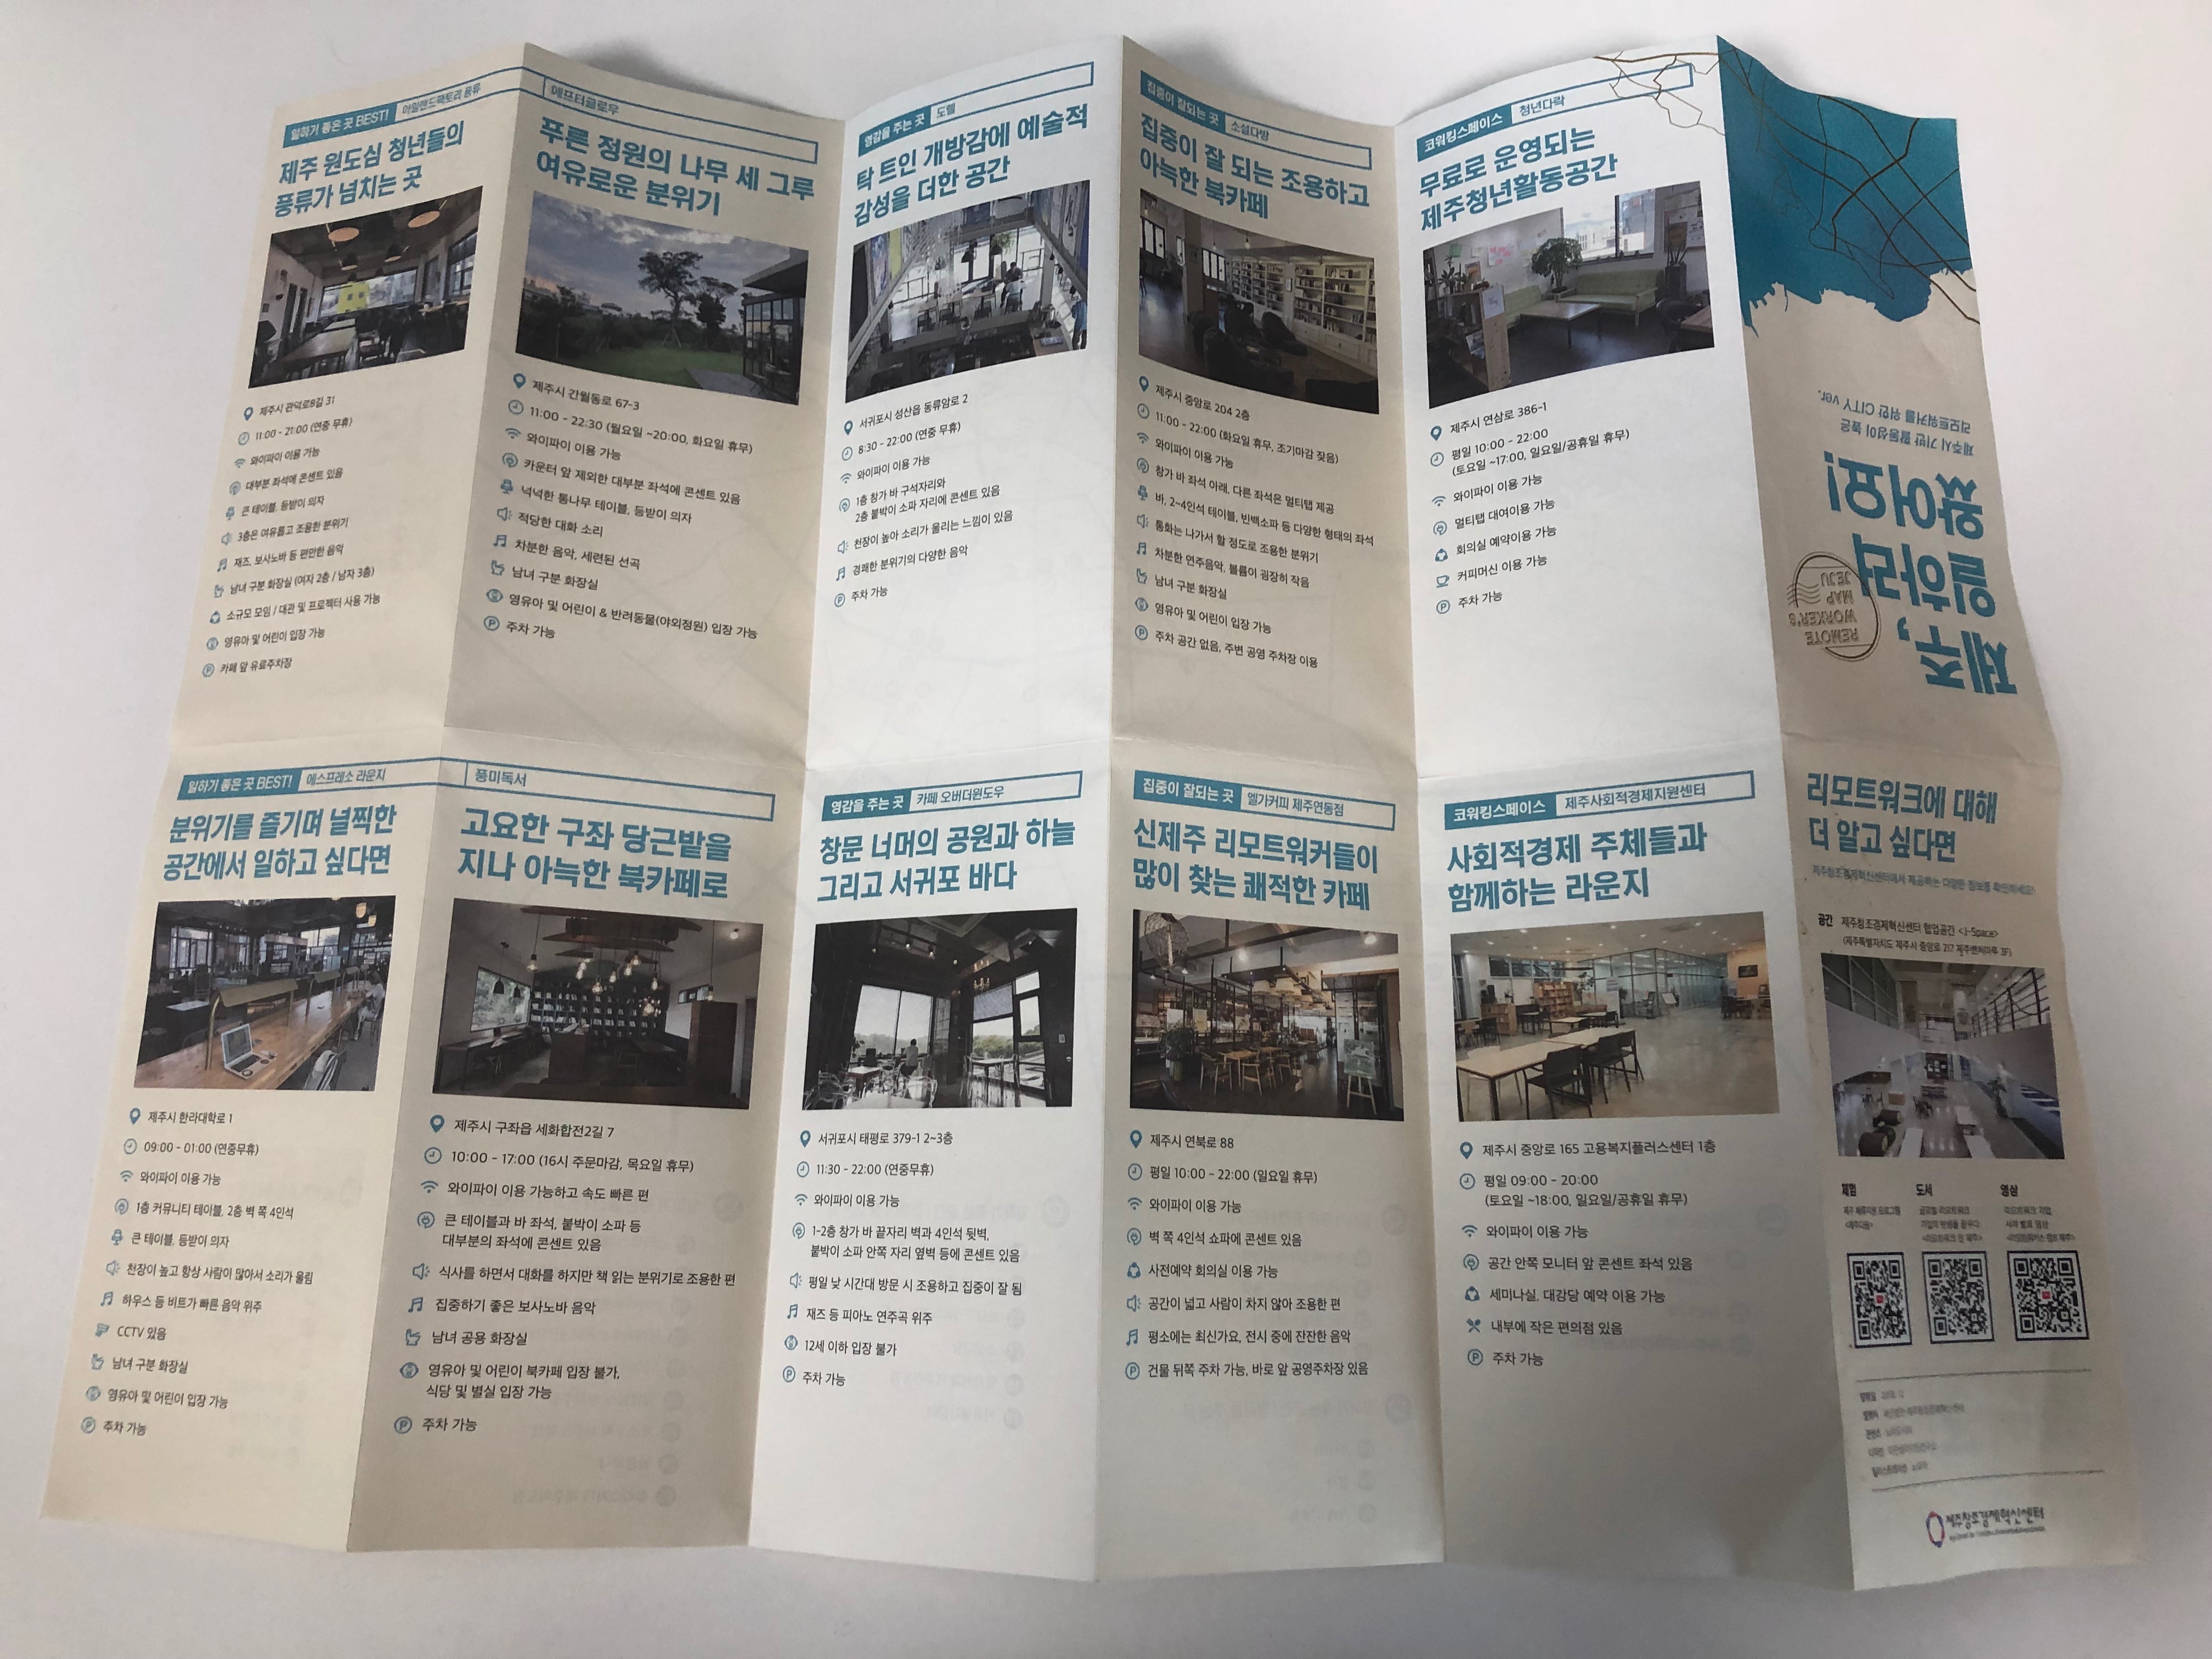 일하기 좋은 곳 BEST! 아일랜드팩토리 풍류
제주 원도심 청년들의
풍류가 넘치는 곳
제주시 관덕로8길 31
11:00 - 21:00 (연중 무휴)
와이파이 이용 가능
대부분 좌석에 콘센트 있음
큰 테이블, 등받이 의자
3층은 여유롭고 조용한 분위기
재즈, 보사노바 등 편안한 음악
남녀 구분 화장실 (여자 2층 / 남자 3층)
소규모 모임 / 대관 및 프로젝터 사용 가능
영유아 및 어린이 입장 가능
카페 앞 유료주차장
에프터글로우
푸른 정원의 나무 세 그루
여유로운 분위기
제주시 간월동로 67-3
11:00 - 22:30 (월요일 ~20:00, 화요일 휴무)
와이파이 이용 가능
카운터 앞 제외한 대부분 좌석에 콘센트 있음
넉넉한 통나무 테이블, 등받이 의자
적당한 대화 소리
차분한 음악, 세련된 선곡
남녀 구분 화장실
영유아 및 어린이 & 반려동물(야외정원) 입장 가능
주차 가능
영감을 주는 곳 도렐
탁 트인 개방감에 예술적
감성을 더한 공간
서귀포시 성산읍 동류암로 2
8:30 - 22:00 (연중 무휴)
와이파이 이용 가능
1층 창가 바 구석자리와
2층 붙박이 소파 자리에 콘센트 있음
천장이 높아 소리가 울리는 느낌이 있음
경쾌한 분위기의 다양한 음악
주차 가능
집중이 잘되는 곳 소설다방
집중이 잘 되는 조용하고
아늑한 북카페
제주시 중앙로 204 2층
11:00 - 22:00 (화요일 휴무, 조기마감 잦음)
와이파이 이용 가능
창가 바 좌석 아래, 다른 좌석은 멀티탭 제공
바, 2~4인석 테이블, 빈백소파 등 다양한 형태의 좌석
통화는 나가서 할 정도로 조용한 분위기
차분한 연주음악, 볼륨이 굉장히 작음
남녀 구분 화장실
영유아 및 어린이 입장 가능
주차 공간 없음, 주변 공영 주차장 이용
코워킹스페이스 청년다락
무료로 운영되는
제주청년활동공간
제주시 연삼로 386-1
평일 10:00 - 22:00
(토요일 ~17:00, 일요일/공휴일 휴무)
와이파이 이용 가능
멀티탭 대여이용 가능
회의실 예약이용 가능
커피머신 이용 가능
주차 가능
제주,
일하러
왔어요!
제주시 기반 활동성이 높은
리모트워커를 위한 CITY ver.
REMOTE
WORKER'S
MAP
JEJU
일하기 좋은 곳 BEST! 에스프레소 라운지
분위기를 즐기며 널찍한
공간에서 일하고 싶다면
제주시 한라대학로 1
09:00 - 01:00 (연중무휴)
와이파이 이용 가능
1층 커뮤니티 테이블, 2층 벽 쪽 4인석
큰 테이블, 등받이 의자
천장이 높고 항상 사람이 많아서 소리가 울림
하우스 등 비트가 빠른 음악 위주
CCTV 있음
남녀 구분 화장실
영유아 및 어린이 입장 가능
주차 가능
풍미독서
고요한 구좌 당근밭을
지나 아늑한 북카페로
제주시 구좌읍 세화합전2길 7
10:00 - 17:00 (16시 주문마감, 목요일 휴무)
와이파이 이용 가능하고 속도 빠른 편
큰 테이블과 바 좌석, 붙박이 소파 등
대부분의 좌석에 콘센트 있음
식사를 하면서 대화를 하지만 책 읽는 분위기로 조용한 편
집중하기 좋은 보사노바 음악
남녀 공용 화장실
영유아 및 어린이 북카페 입장 불가,
식당 및 별실 입장 가능
주차 가능
영감을 주는 곳 카페 오버더윈도우
창문 너머의 공원과 하늘
그리고 서귀포 바다
서귀포시 태평로 379-1 2~3층
11:30 - 22:00 (연중무휴)
와이파이 이용 가능
1-2층 창가 바 끝자리 벽과 4인석 뒷벽,
붙박이 소파 안쪽 자리 옆벽 등에 콘센트 있음
평일 낮 시간대 방문 시 조용하고 집중이 잘 됨
재즈 등 피아노 연주곡 위주
12세 이하 입장 불가
주차 가능
집중이 잘되는 곳 엘가커피 제주연동점
신제주 리모트워커들이
많이 찾는 쾌적한 카페
제주시 연북로 88
평일 10:00 - 22:00 (일요일 휴무)
와이파이 이용 가능
벽 쪽 4인석 쇼파에 콘센트 있음
사전예약 회의실 이용 가능
공간이 넓고 사람이 차지 않아 조용한 편
평소에는 최신가요, 전시 중에 잔잔한 음악
건물 뒤쪽 주차 가능, 바로 앞 공영주차장 있음
코워킹스페이스 제주사회적경제지원센터
사회적경제 주체들과
함께하는 라운지
제주시 중앙로 165 고용복지플러스센터 1층
평일 09:00 - 20:00
(토요일 ~18:00, 일요일/공휴일 휴무)
와이파이 이용 가능
공간 안쪽 모니터 앞 콘센트 좌석 있음
세미나실, 대강당 예약 이용 가능
내부에 작은 편의점 있음
주차 가능
리모트워크에 대해
더 알고 싶다면
제주창조경제혁신센터에서 제공하는 다양한 정보를 확인하세요!
공간 제주창조경제혁신센터 협업공간 <J-Space>
(제주특별자치도 제주시 중앙로 217 제주벤처마루 3F)
체험 도서 영상
제주창조경제혁신센터